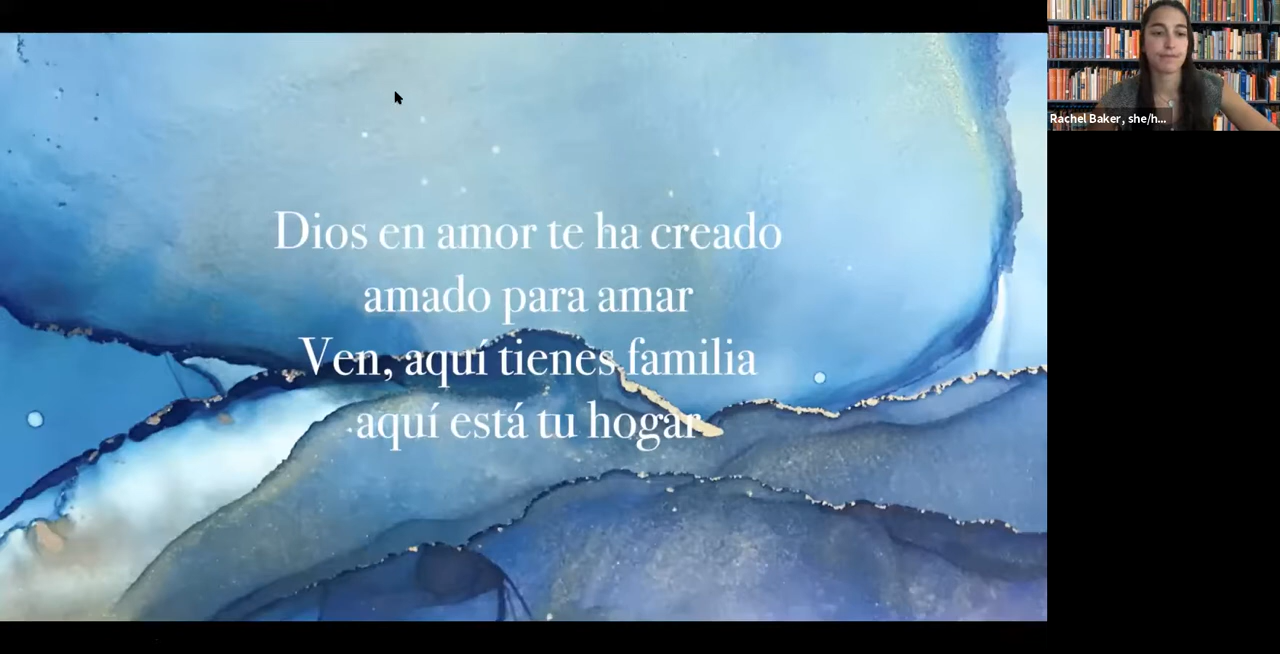 Dios en amor te ha creado
amado para amar
Ven, aquí tienes familia
aquí está tu hogar
Rachel Baker, she/h...